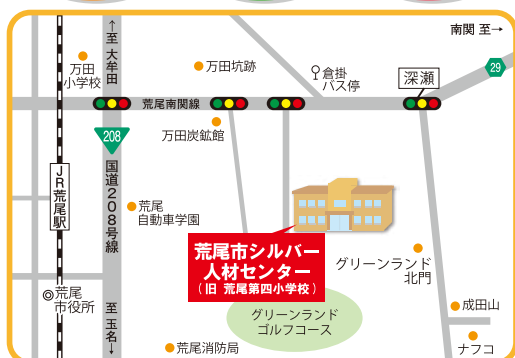 ↑至 大牟田
南関 至→
万田
小学校
万田坑跡
倉掛
バス停
深瀬
29
荒尾南関線
208
万田炭鉱館
国道208号線
JR荒尾駅
荒尾
自動車学園
荒尾市シルバー
人材センター
(旧 荒尾第四小学校)
グリーンランド
北門
荒尾
市役所
至 玉名↓
グリーンランド
ゴルフコース
成田山
荒尾消防局
ナフコ